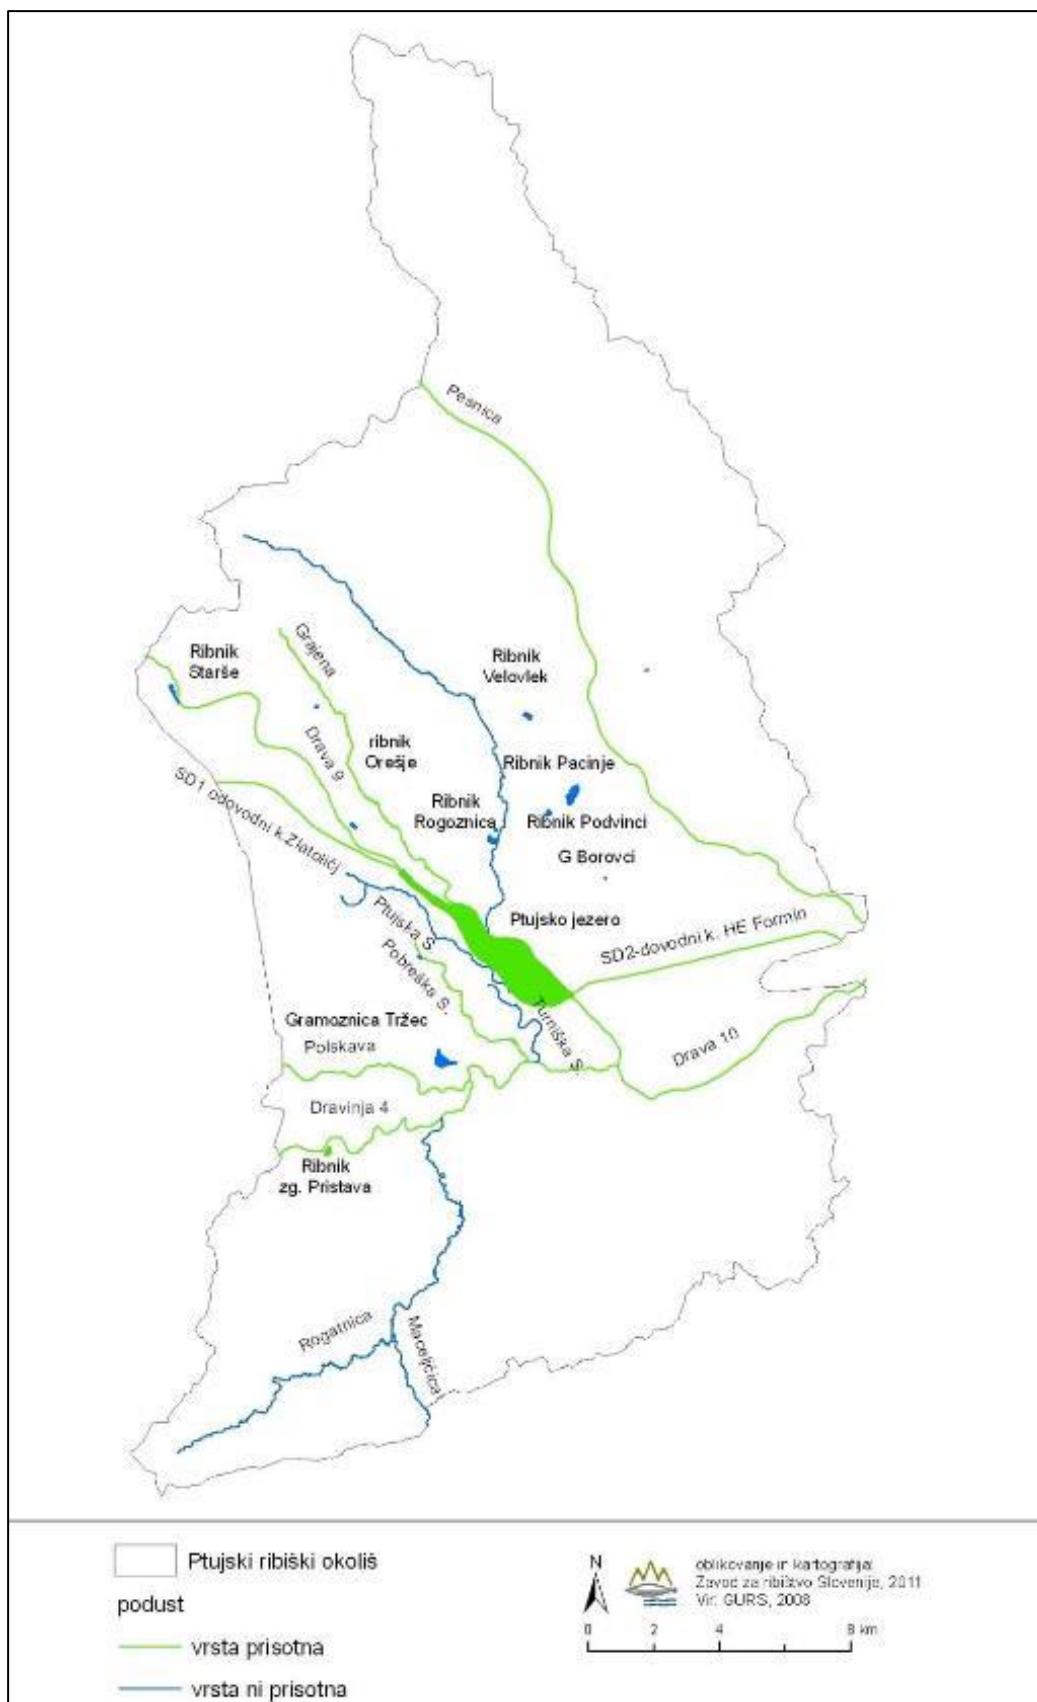 Pesnica
Ribnik
Starše
Grajena
Ribnik
Velovlek
Drava 9
ribnik
Orešje
Ribnik Pacinje
SD1 odovodni k.Zlatoličj
Ribnik
Rogoznica
Ribnik Podvinci
G Borovci
Ptujska S
Ptujsko jezero
SD2-dovodni k. HE Formin
Pobreška S.
Gramoznica Tržec
Turniška S.
Polskava
Drava 10
Dravinja 4
Ribnik
zg. Pristava
Rogatnica
Maceljčica
Ptujski ribiški okoliš
podust
vrsta prisotna
vrsta ni prisotna
N
oblikovanje in kartografija:
Zavod za ribištvo Slovenije, 2011
Vir: GURS, 2008
0 2 4 8 km